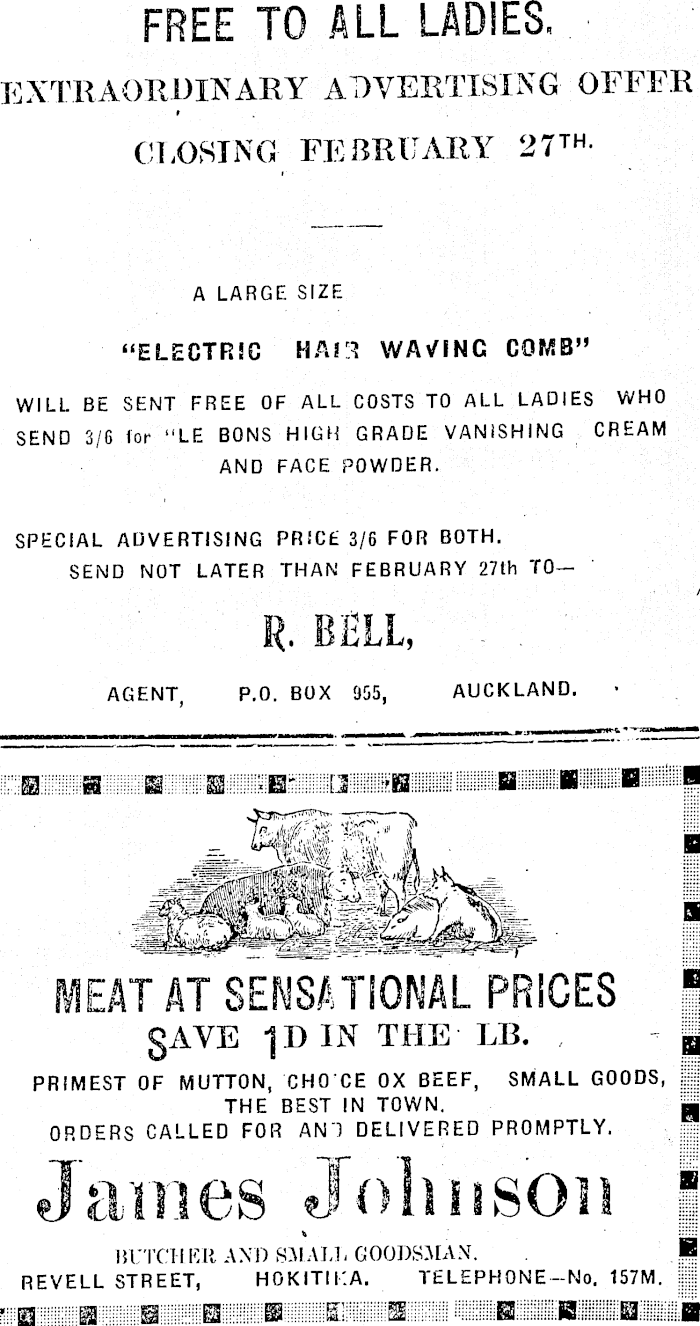 FREE TO ALL LADIES.
EXTRAORDINARY ADVERTISING OFFER
CLOSING FEBRUARY 27TH.
A LARGE SIZE
"ELECTRIC HAIR WAVING COMB"
WILL BE SENT FREE OF ALL COSTS TO ALL LADIES WHO
SEND 3/6 for "LE BONS HIGH GRADE VANISHING CREAM
AND FACE POWDER.
SPECIAL ADVERTISING PRICE 3/6 FOR BOTH.
SEND NOT LATER THAN FEBRUARY 27th TO—
R. BELL,
AGENT, P.O. BOX 955, AUCKLAND.
MEAT AT SENSATIONAL PRICES
SAVE 1D IN THE LB.
PRIMEST OF MUTTON, CHOICE OX BEEF, SMALL GOODS,
THE BEST IN TOWN.
ORDERS CALLED FOR AND DELIVERED PROMPTLY.
James Johnson
BUTCHER AND SMALL GOODSMAN.
REVELL STREET, HOKITIKA. TELEPHONE—No. 157M.